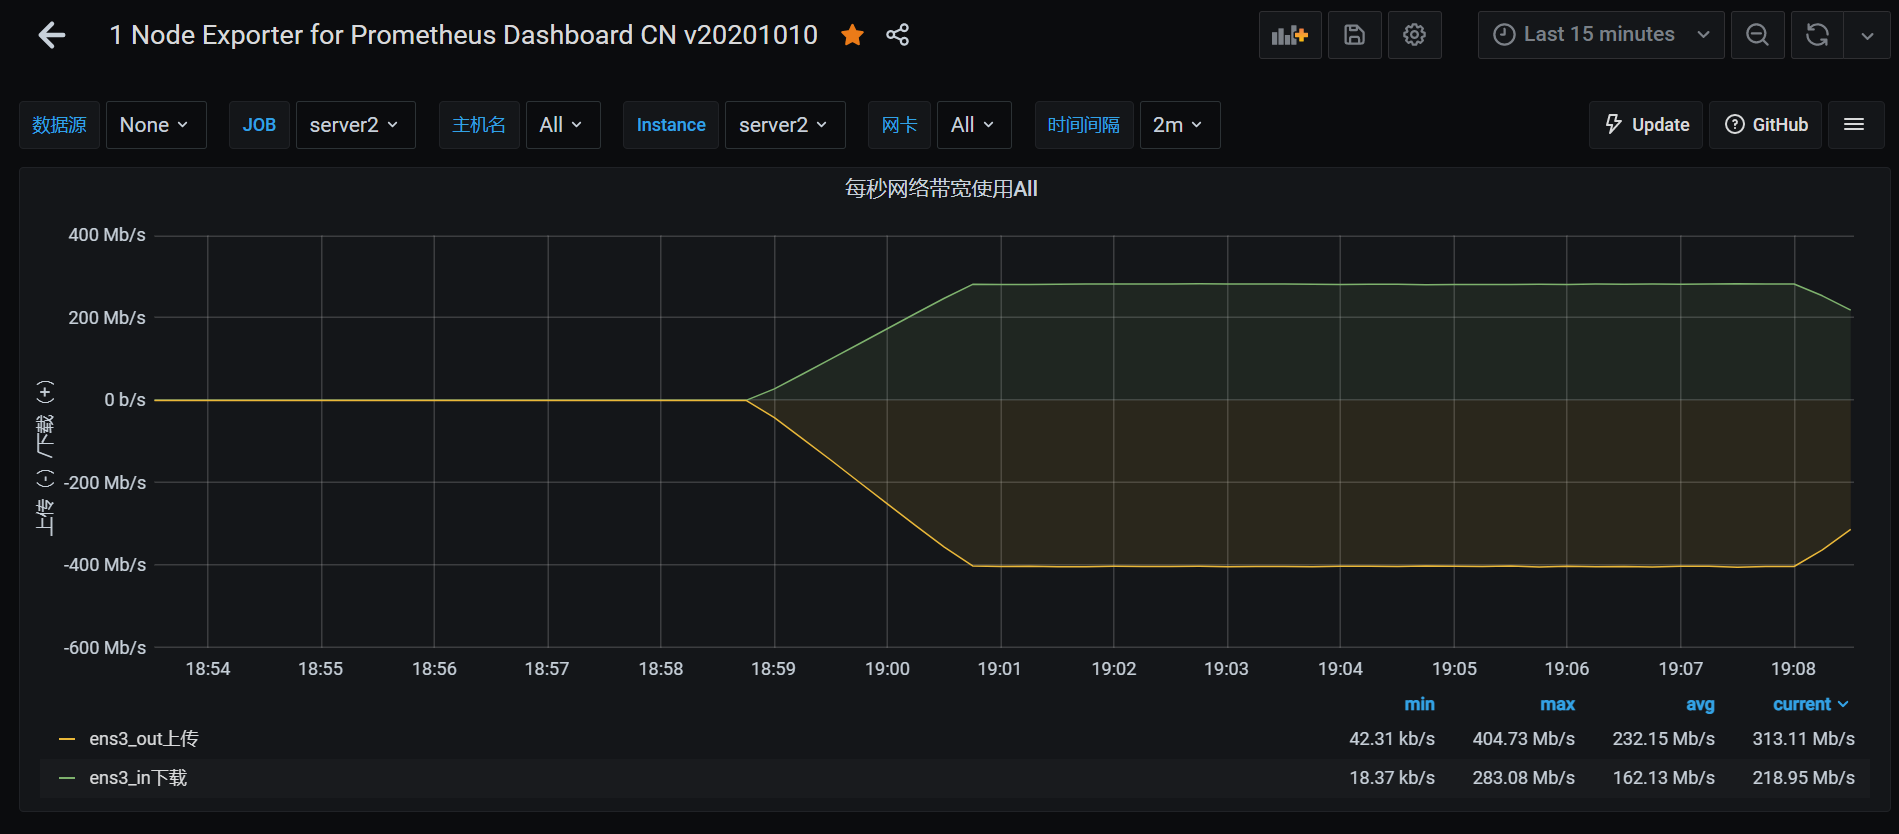 1 Node Exporter for Prometheus Dashboard CN v20201010
Last 15 minutes
数据源 None JOB server2 主机名 All Instance server2 网卡 All 时间间隔 2m Update GitHub
每秒网络带宽使用All
上传 (-) /下载 (+)
400 Mb/s
200 Mb/s
0 b/s
-200 Mb/s
-400 Mb/s
-600 Mb/s
18:54 18:55 18:56 18:57 18:58 18:59 19:00 19:01 19:02 19:03 19:04 19:05 19:06 19:07 19:08
min max avg current
ens3_out上传 42.31 kb/s 404.73 Mb/s 232.15 Mb/s 313.11 Mb/s
ens3_in下载 18.37 kb/s 283.08 Mb/s 162.13 Mb/s 218.95 Mb/s